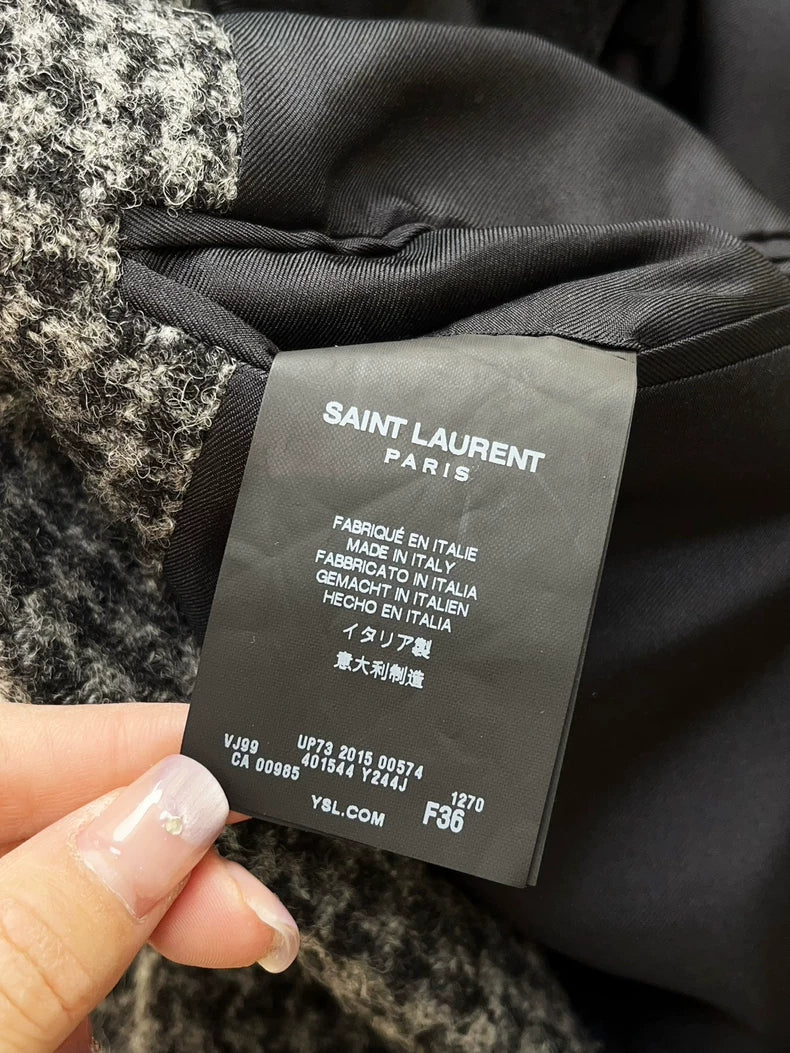 SAINT LAURENT
PARIS
FABRIQUÉ EN ITALIE
MADE IN ITALY
FABBRICATO IN ITALIA
GEMACHT IN ITALIEN
HECHO EN ITALIA
イタリア製
意大利制造
VJ99 UP73 2015 00574
CA 00985 401544 Y244J 1270
YSL.COM F36